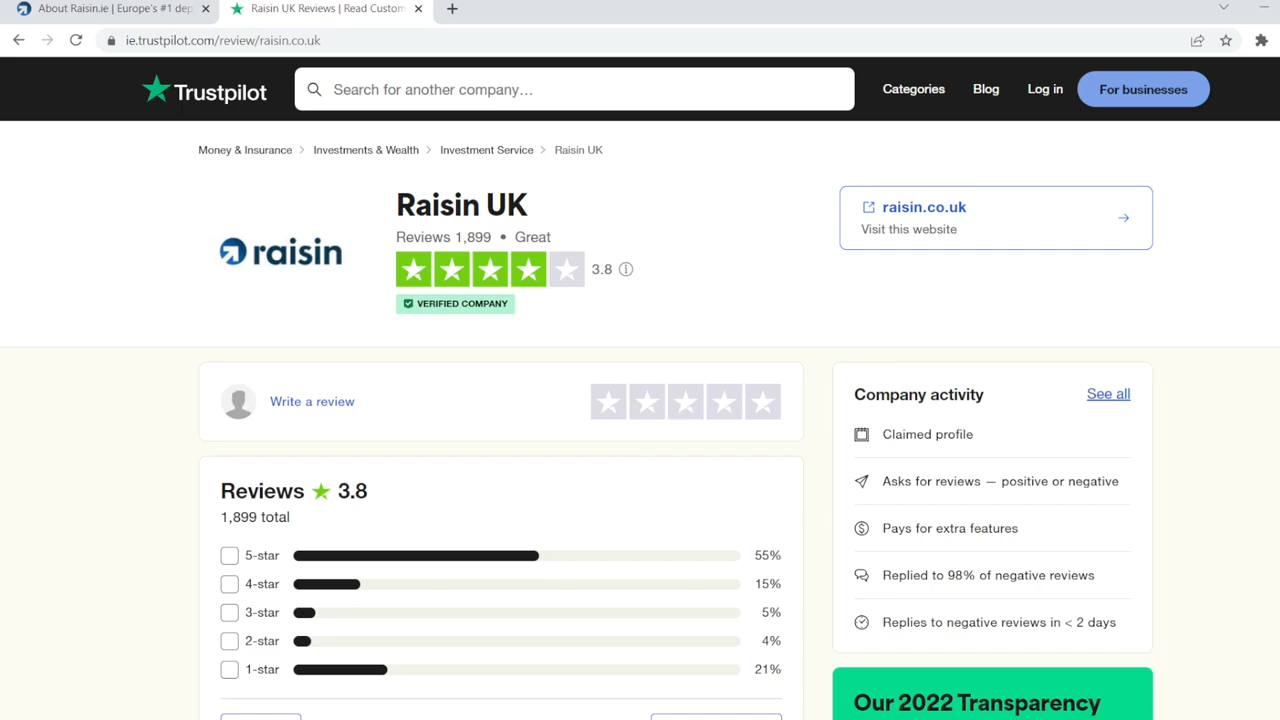 About Raisin.ie | Europe's #1 dep
Raisin UK Reviews | Read Custom
ie.trustpilot.com/review/raisin.co.uk
Trustpilot
Search for another company…
Categories
Blog
Log in
For businesses
Money & Insurance > Investments & Wealth > Investment Service > Raisin UK
raisin
Raisin UK
Reviews 1,899 • Great
3.8
VERIFIED COMPANY
raisin.co.uk
Visit this website
Write a review
Reviews 3.8
1,899 total
5-star 55%
4-star 15%
3-star 5%
2-star 4%
1-star 21%
Company activity
See all
Claimed profile
Asks for reviews — positive or negative
Pays for extra features
Replied to 98% of negative reviews
Replies to negative reviews in < 2 days
Our 2022 Transparency